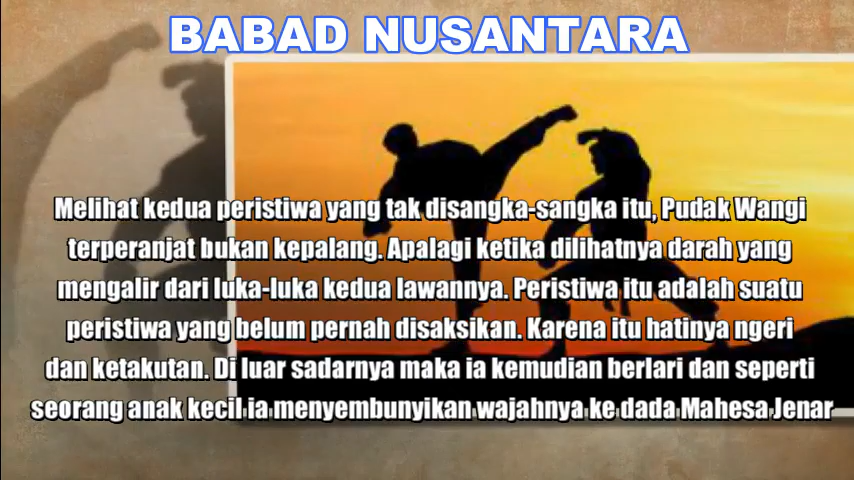 BABAD NUSANTARA
Melihat kedua peristiwa yang tak disangka-sangka itu, Pudak Wangi
terperanjat bukan kepalang. Apalagi ketika dilihatnya darah yang
mengalir dari luka-luka kedua lawannya. Peristiwa itu adalah suatu
peristiwa yang belum pernah disaksikan. Karena itu hatinya ngeri
dan ketakutan. Di luar sadarnya maka ia kemudian berlari dan seperti
seorang anak kecil ia menyembunyikan wajahnya ke dada Mahesa Jenar